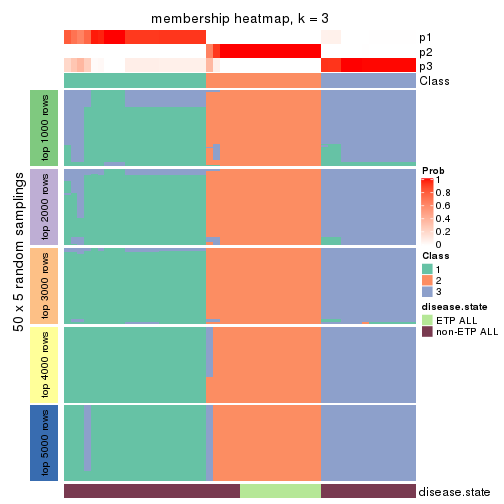 membership heatmap, k = 3
p1
p2
p3
Class
50 x 5 random samplings
top 1000 rows
top 2000 rows
top 3000 rows
top 4000 rows
top 5000 rows
Prob
1
0.8
0.6
0.4
0.2
0
Class
1
2
3
disease.state
ETP ALL
non-ETP ALL
disease.state